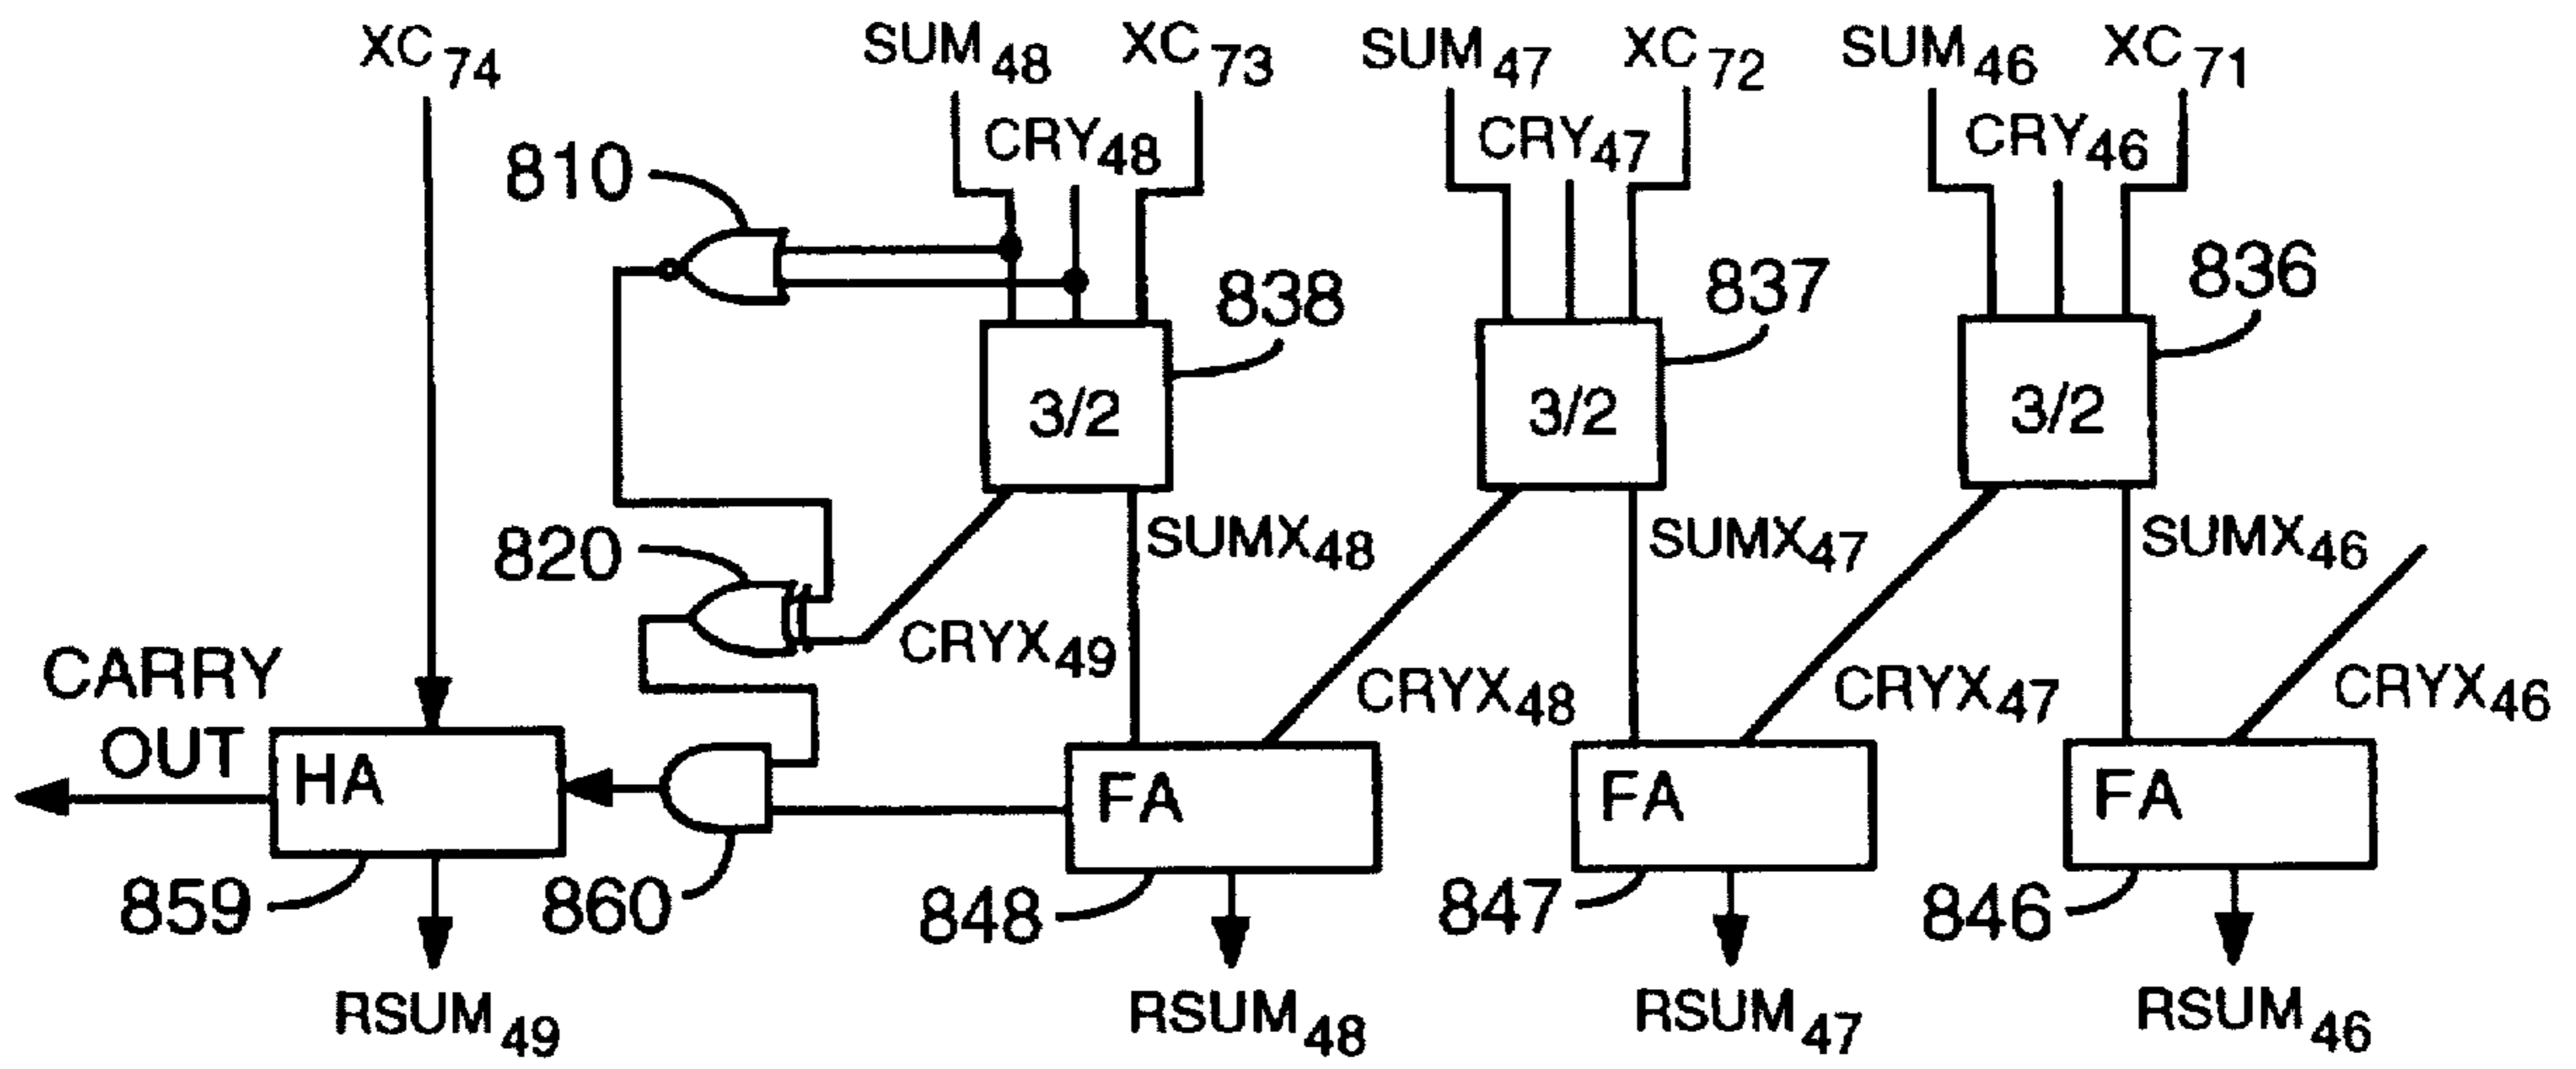 XC74 SUM48 XC73 SUM47 XC72 SUM46 XC71
CRY48 CRY47 CRY46
810
838 837 836
3/2 3/2 3/2
820
SUMX48 SUMX47 SUMX46
CRYX49 CRYX48 CRYX47 CRYX46
CARRY
OUT
HA FA FA FA
859 860 848 847 846
RSUM49 RSUM48 RSUM47 RSUM46